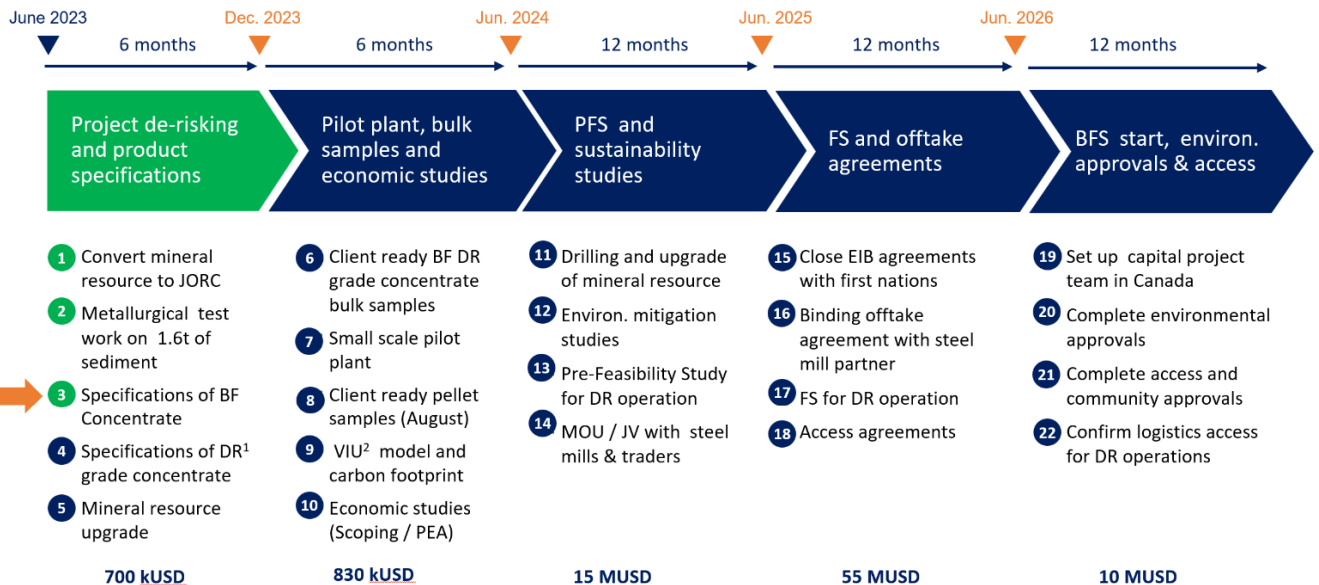 June 2023
Dec. 2023
Jun. 2024
Jun. 2025
Jun. 2026
6 months
6 months
12 months
12 months
12 months
Project de-risking
and product
specifications
Pilot plant, bulk
samples and
economic studies
PFS and
sustainability
studies
FS and offtake
agreements
BFS start, environ.
approvals & access
1 Convert mineral
resource to JORC
2 Metallurgical test
work on 1.6t of
sediment
3 Specifications of BF
Concentrate
4 Specifications of DR¹
grade concentrate
5 Mineral resource
upgrade
700 kUSD
6 Client ready BF DR
grade concentrate
bulk samples
7 Small scale pilot
plant
8 Client ready pellet
samples (August)
9 VIU² model and
carbon footprint
10 Economic studies
(Scoping / PEA)
830 kUSD
11 Drilling and upgrade
of mineral resource
12 Environ. mitigation
studies
13 Pre-Feasibility Study
for DR operation
14 MOU / JV with steel
mills & traders
15 MUSD
15 Close EIB agreements
with first nations
16 Binding offtake
agreement with steel
mill partner
17 FS for DR operation
18 Access agreements
55 MUSD
19 Set up capital project
team in Canada
20 Complete environmental
approvals
21 Complete access and
community approvals
22 Confirm logistics access
for DR operations
10 MUSD